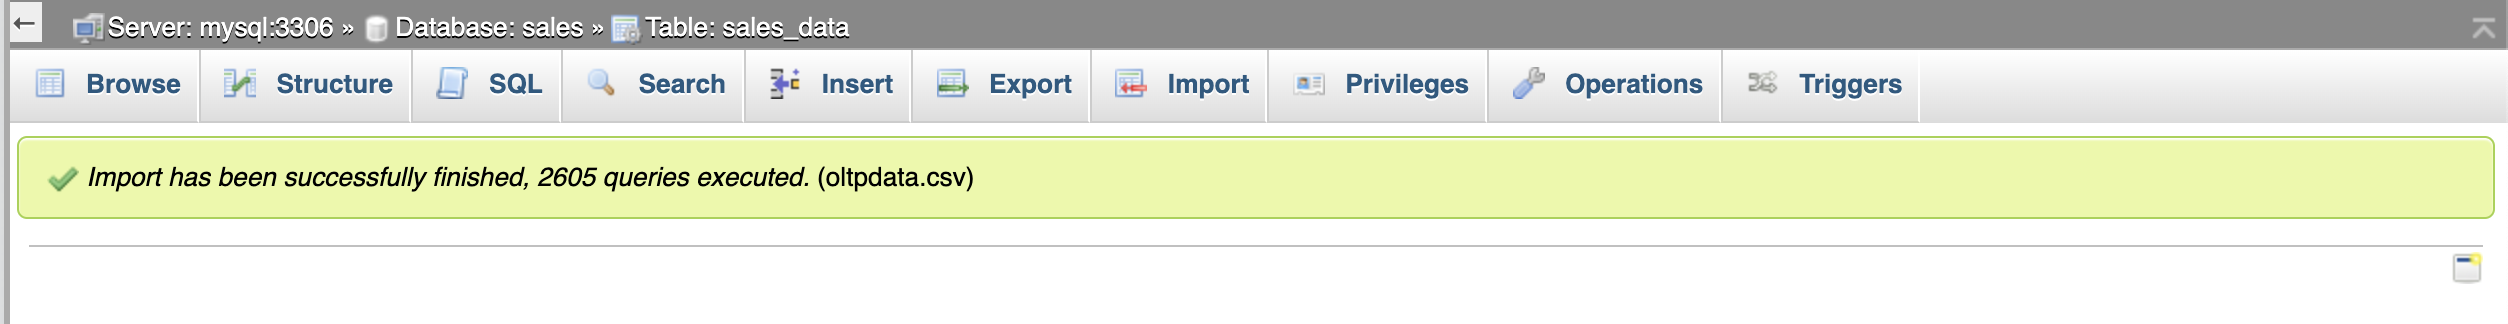 Server: mysql:3306 » Database: sales » Table: sales_data
Browse Structure SQL Search Insert Export Import Privileges Operations Triggers
Import has been successfully finished, 2605 queries executed. (oltpdata.csv)